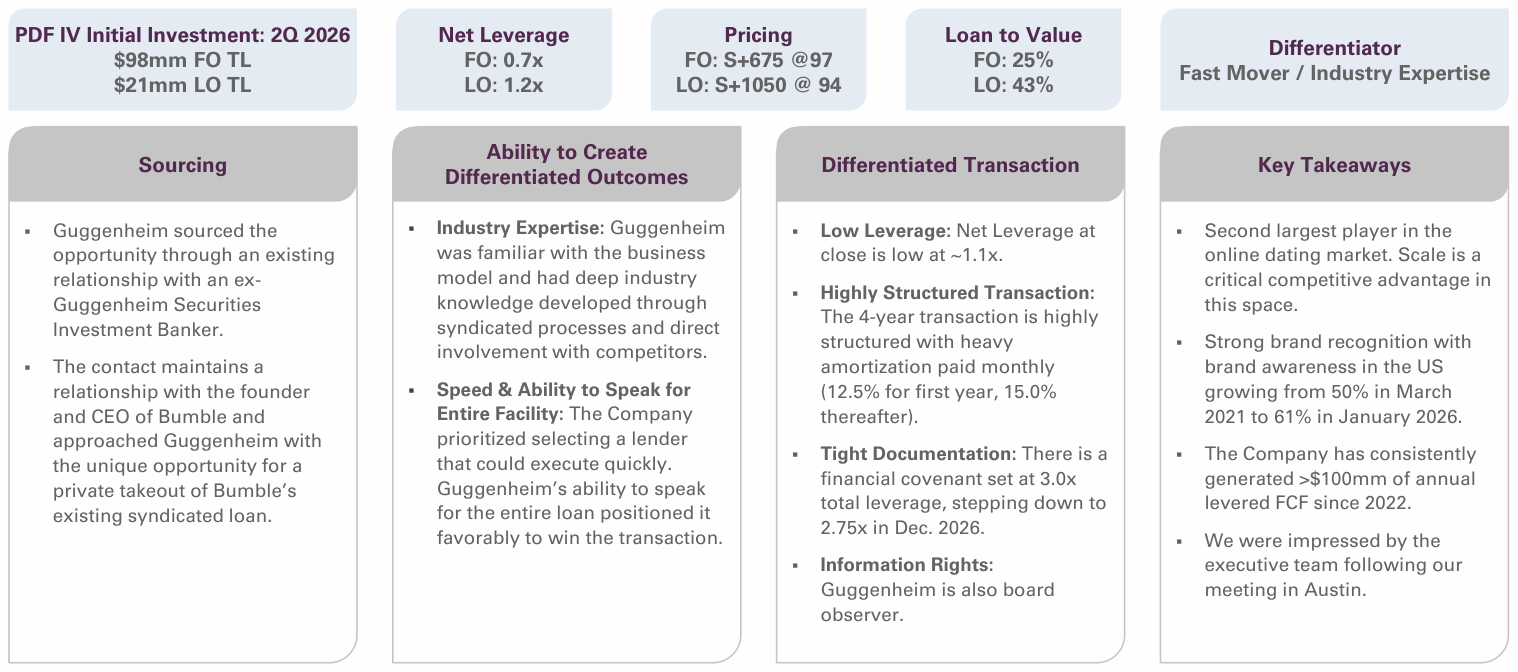 PDF IV Initial Investment: 2Q 2026
$98mm FO TL
$21mm LO TL
Net Leverage
FO: 0.7x
LO: 1.2x
Pricing
FO: S+675 @97
LO: S+1050 @ 94
Loan to Value
FO: 25%
LO: 43%
Differentiator
Fast Mover / Industry Expertise
Sourcing
▪ Guggenheim sourced the
opportunity through an existing
relationship with an ex-
Guggenheim Securities
Investment Banker.
▪ The contact maintains a
relationship with the founder
and CEO of Bumble and
approached Guggenheim with
the unique opportunity for a
private takeout of Bumble’s
existing syndicated loan.
Ability to Create
Differentiated Outcomes
▪ Industry Expertise: Guggenheim
was familiar with the business
model and had deep industry
knowledge developed through
syndicated processes and direct
involvement with competitors.
▪ Speed & Ability to Speak for
Entire Facility: The Company
prioritized selecting a lender
that could execute quickly.
Guggenheim’s ability to speak
for the entire loan positioned it
favorably to win the transaction.
Differentiated Transaction
▪ Low Leverage: Net Leverage at
close is low at ~1.1x.
▪ Highly Structured Transaction:
The 4-year transaction is highly
structured with heavy
amortization paid monthly
(12.5% for first year, 15.0%
thereafter).
▪ Tight Documentation: There is a
financial covenant set at 3.0x
total leverage, stepping down to
2.75x in Dec. 2026.
▪ Information Rights:
Guggenheim is also board
observer.
Key Takeaways
▪ Second largest player in the
online dating market. Scale is a
critical competitive advantage in
this space.
▪ Strong brand recognition with
brand awareness in the US
growing from 50% in March
2021 to 61% in January 2026.
▪ The Company has consistently
generated >$100mm of annual
levered FCF since 2022.
▪ We were impressed by the
executive team following our
meeting in Austin.